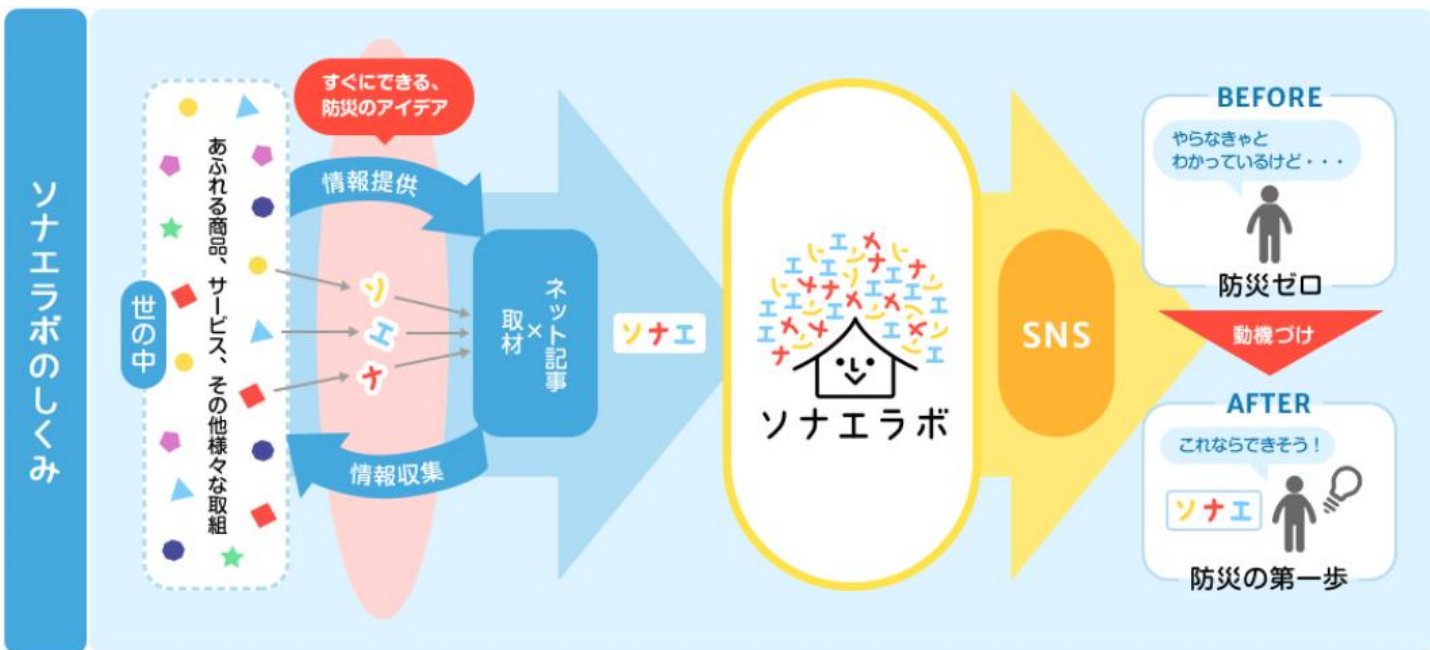 ソナエラボのしくみ
世の中
あふれる商品、サービス、その他様々な取組
すぐにできる、
防災のアイデア
情報提供
ソ
エ
ナ
情報収集
ネット記事
×
取材
ソナエ
ソナエラボ
SNS
BEFORE
やらなきゃと
わかっているけど・・・
防災ゼロ
動機づけ
AFTER
これならできそう！
ソナエ
防災の第一歩